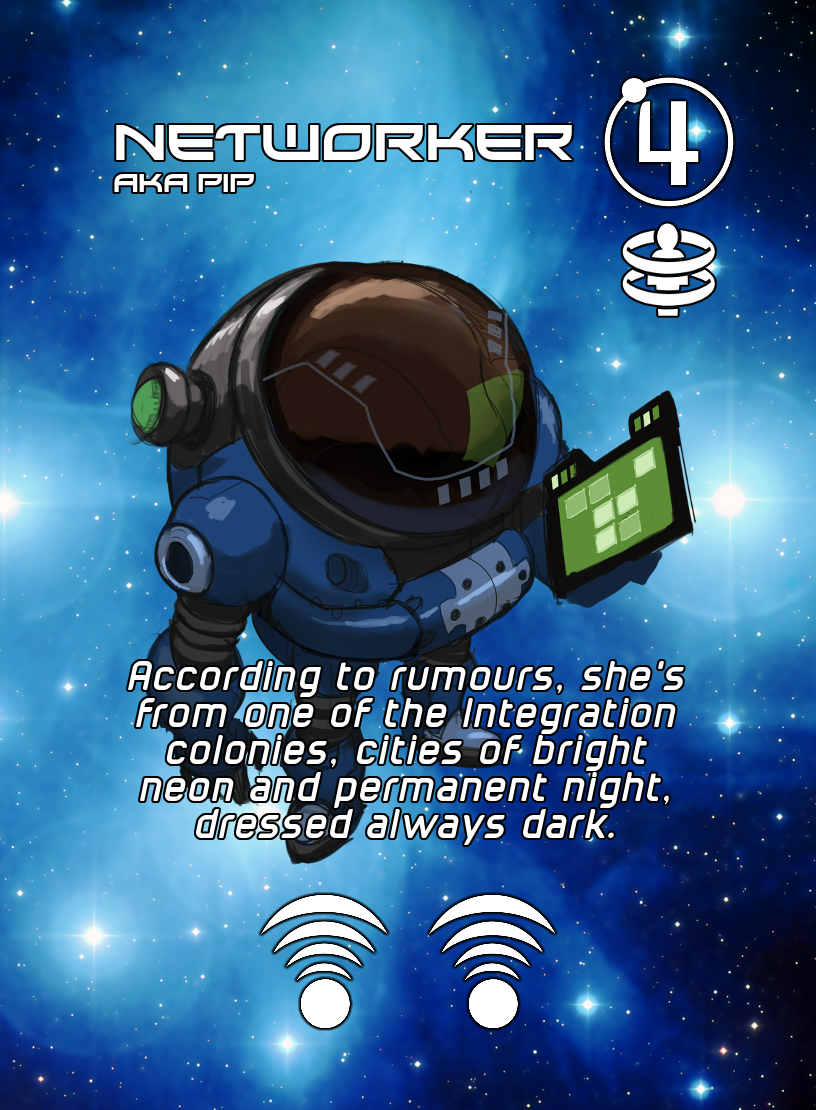 NETWORKER
4
AKA PIP
According to rumours, she's
from one of the Integration
colonies, cities of bright
neon and permanent night,
dressed always dark.